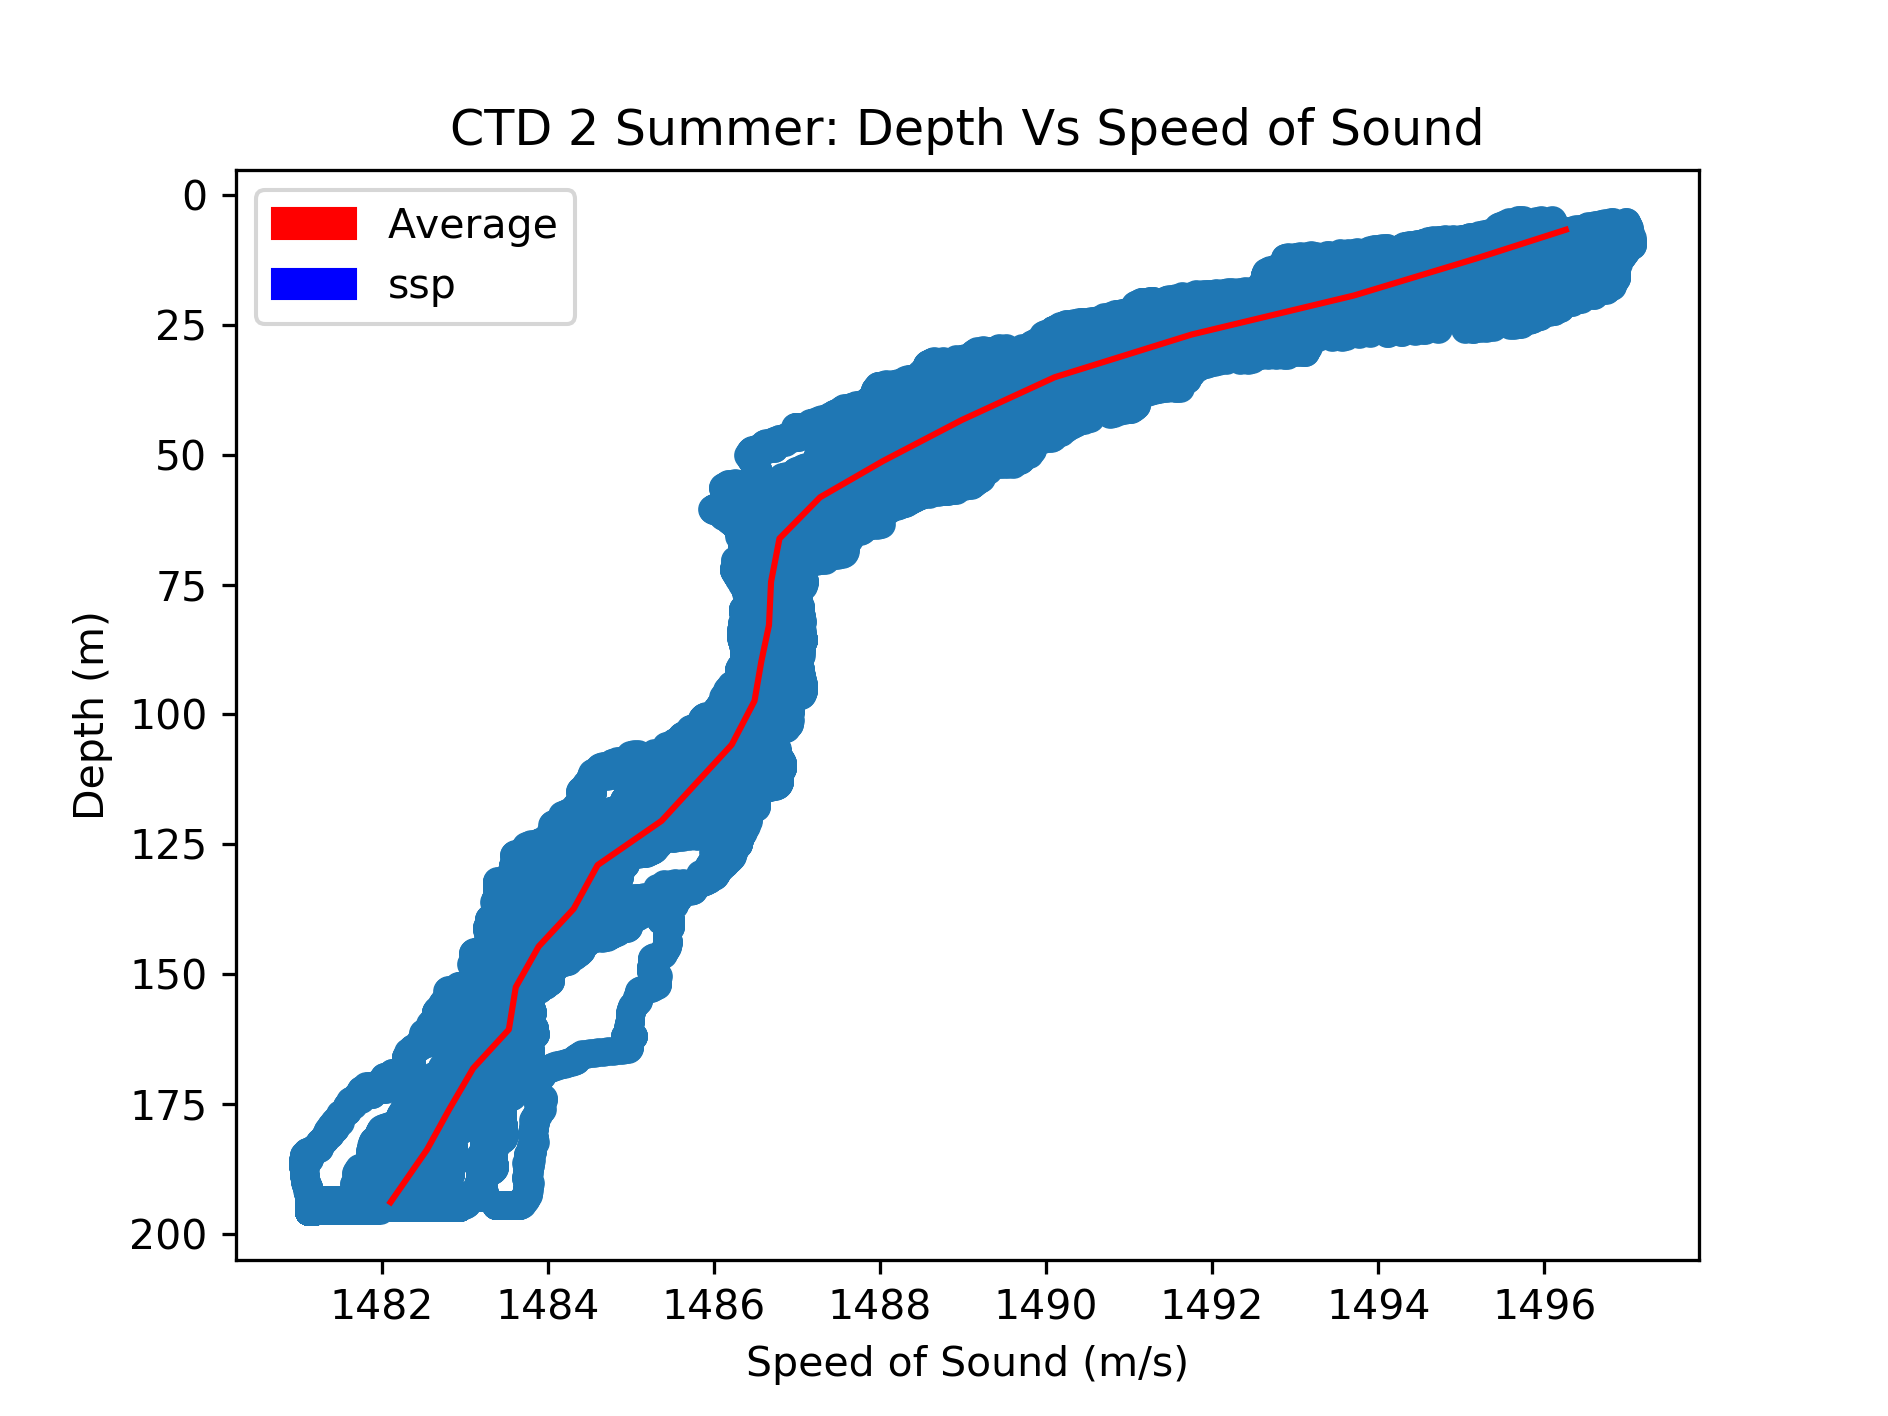 CTD 2 Summer: Depth Vs Speed of Sound
Average
ssp
0
25
50
75
100
125
150
175
200
Depth (m)
1482 1484 1486 1488 1490 1492 1494 1496
Speed of Sound (m/s)